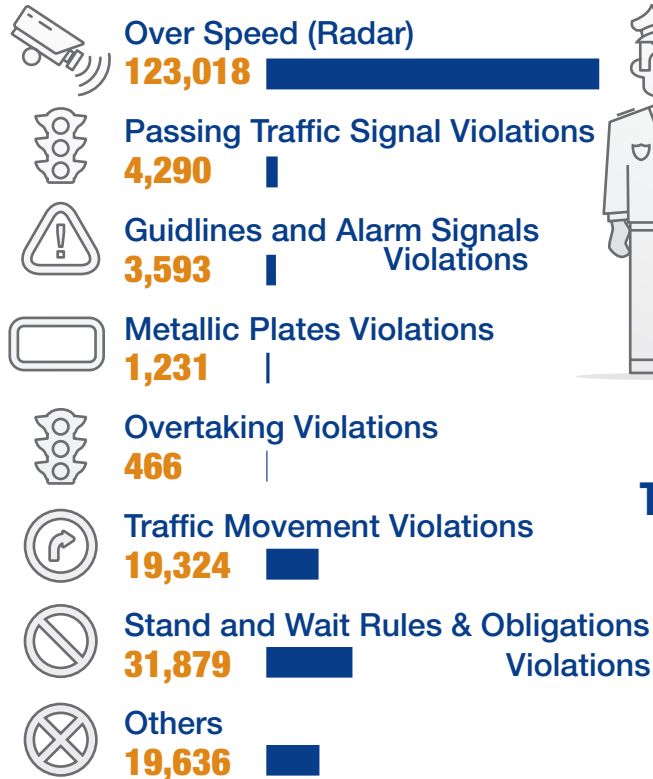 Over Speed (Radar)
123,018
Passing Traffic Signal Violations
4,290
Guidlines and Alarm Signals
Violations
3,593
Metallic Plates Violations
1,231
Overtaking Violations
466
T
Traffic Movement Violations
19,324
Stand and Wait Rules & Obligations
Violations
31,879
Others
19,636